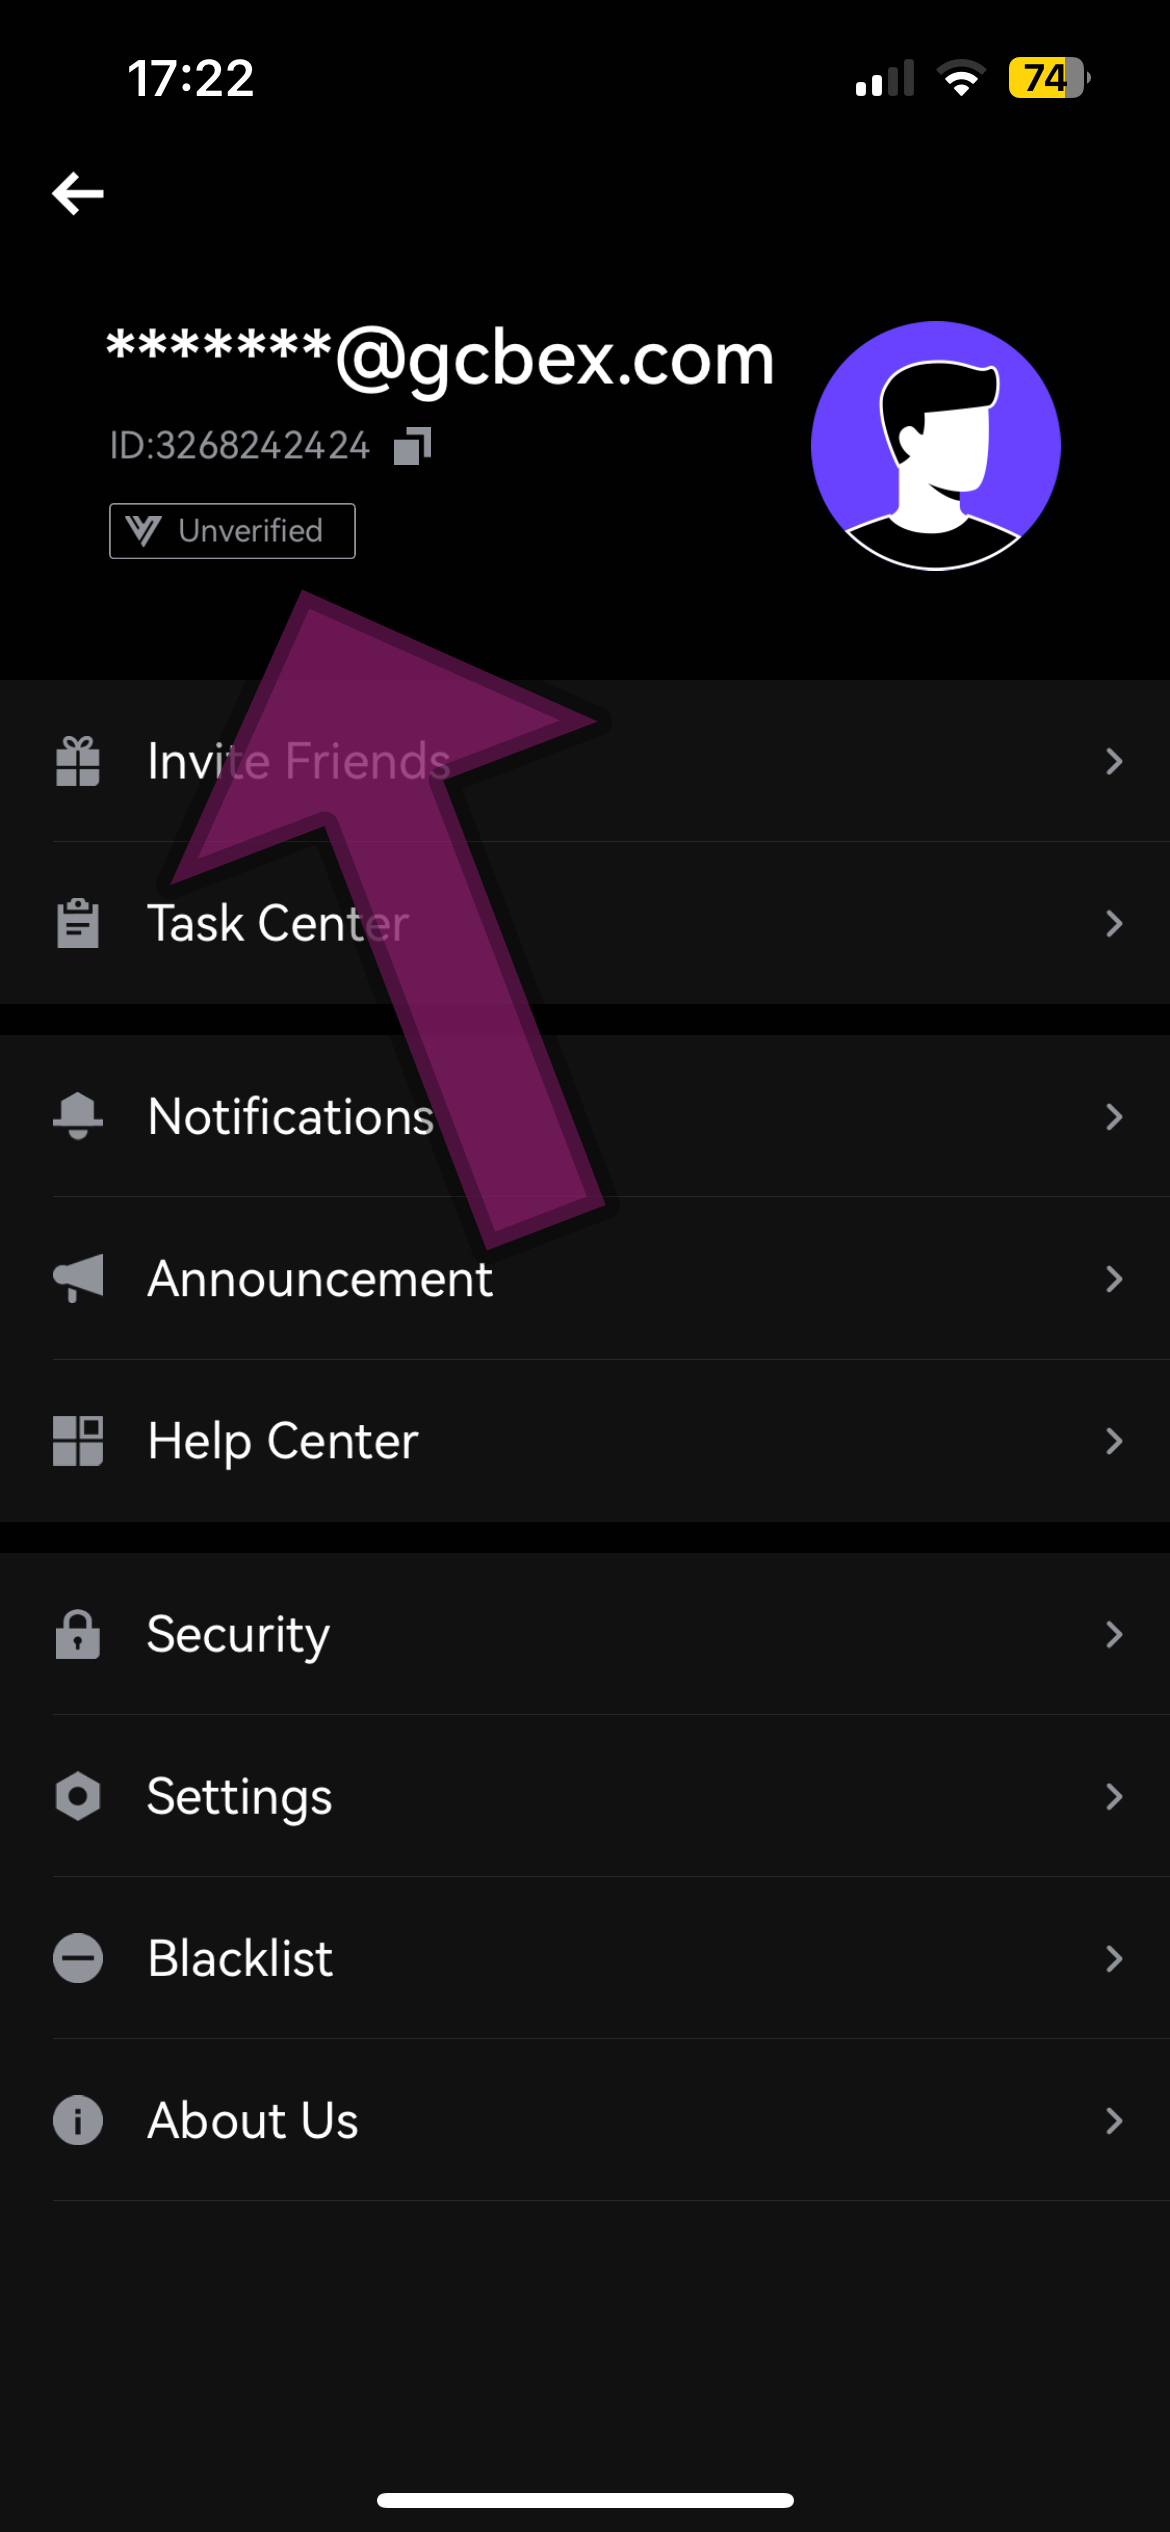 17:22
74
*******@gcbex.com
ID:3268242424
Unverified
Invite Friends
Task Center
Notifications
Announcement
Help Center
Security
Settings
Blacklist
About Us